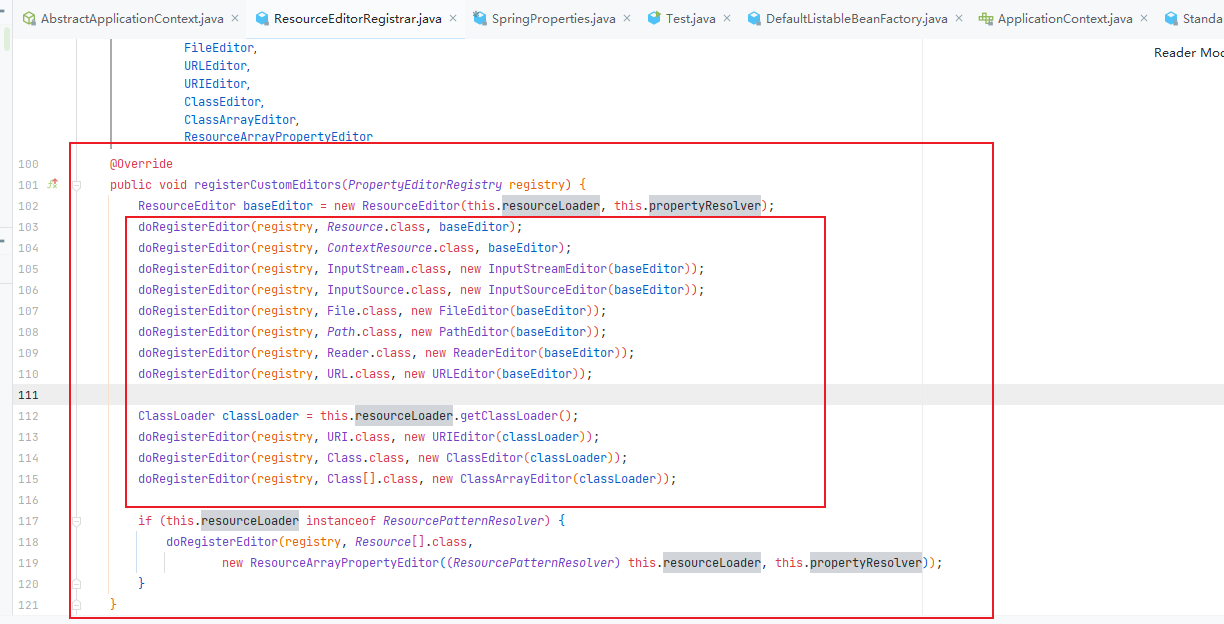 AbstractApplicationContext.java × ResourceEditorRegistrar.java × SpringProperties.java × Test.java × DefaultListableBeanFactory.java × ApplicationContext.java ×
FileEditor,
Reader
URLEditor,
URIEditor,
ClassEditor,
ClassArrayEditor,
ResourceArrayPropertyEditor
100 @Override
101 public void registerCustomEditors(PropertyEditorRegistry registry) {
102 ResourceEditor baseEditor = new ResourceEditor(this.resourceLoader, this.propertyResolver);
103 doRegisterEditor(registry, Resource.class, baseEditor);
104 doRegisterEditor(registry, ContextResource.class, baseEditor);
105 doRegisterEditor(registry, InputStream.class, new InputStreamEditor(baseEditor));
106 doRegisterEditor(registry, InputSource.class, new InputSourceEditor(baseEditor));
107 doRegisterEditor(registry, File.class, new FileEditor(baseEditor));
108 doRegisterEditor(registry, Path.class, new PathEditor(baseEditor));
109 doRegisterEditor(registry, Reader.class, new ReaderEditor(baseEditor));
110 doRegisterEditor(registry, URL.class, new URLEditor(baseEditor));
111
112 ClassLoader classLoader = this.resourceLoader.getClassLoader();
113 doRegisterEditor(registry, URI.class, new URIEditor(classLoader));
114 doRegisterEditor(registry, Class.class, new ClassEditor(classLoader));
115 doRegisterEditor(registry, Class[].class, new ClassArrayEditor(classLoader));
116
117 if (this.resourceLoader instanceof ResourcePatternResolver) {
118 doRegisterEditor(registry, Resource[].class,
119 new ResourceArrayPropertyEditor((ResourcePatternResolver) this.resourceLoader, this.propertyResolver));
120 }
121 }